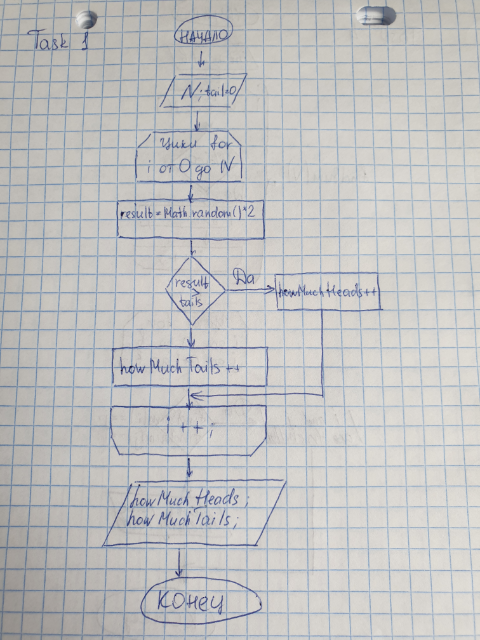 Task 1
НАЧАЛО
N; tail=0
Цикл for
i от 0 до N
result = Math.random()*2
result
>
tails
Да
howMuchHeads++
howMuchTails++
i++;
howMuchHeads;
howMuchTails;
КОНЕЦ